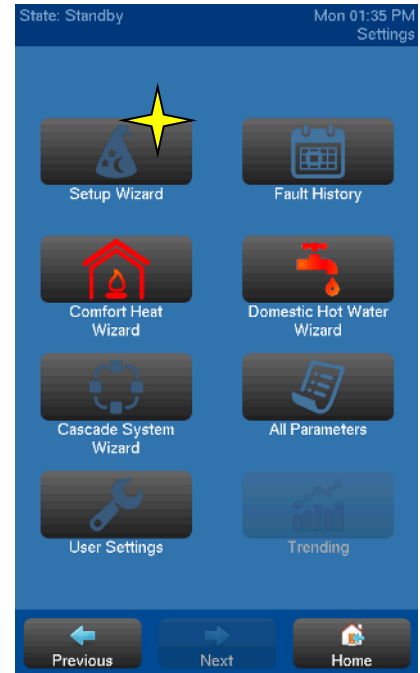 State: Standby
Mon 01:35 PM
Settings
Setup Wizard
Fault History
Comfort Heat
Wizard
Domestic Hot Water
Wizard
Cascade System
Wizard
All Parameters
User Settings
Trending
Previous
Next
Home